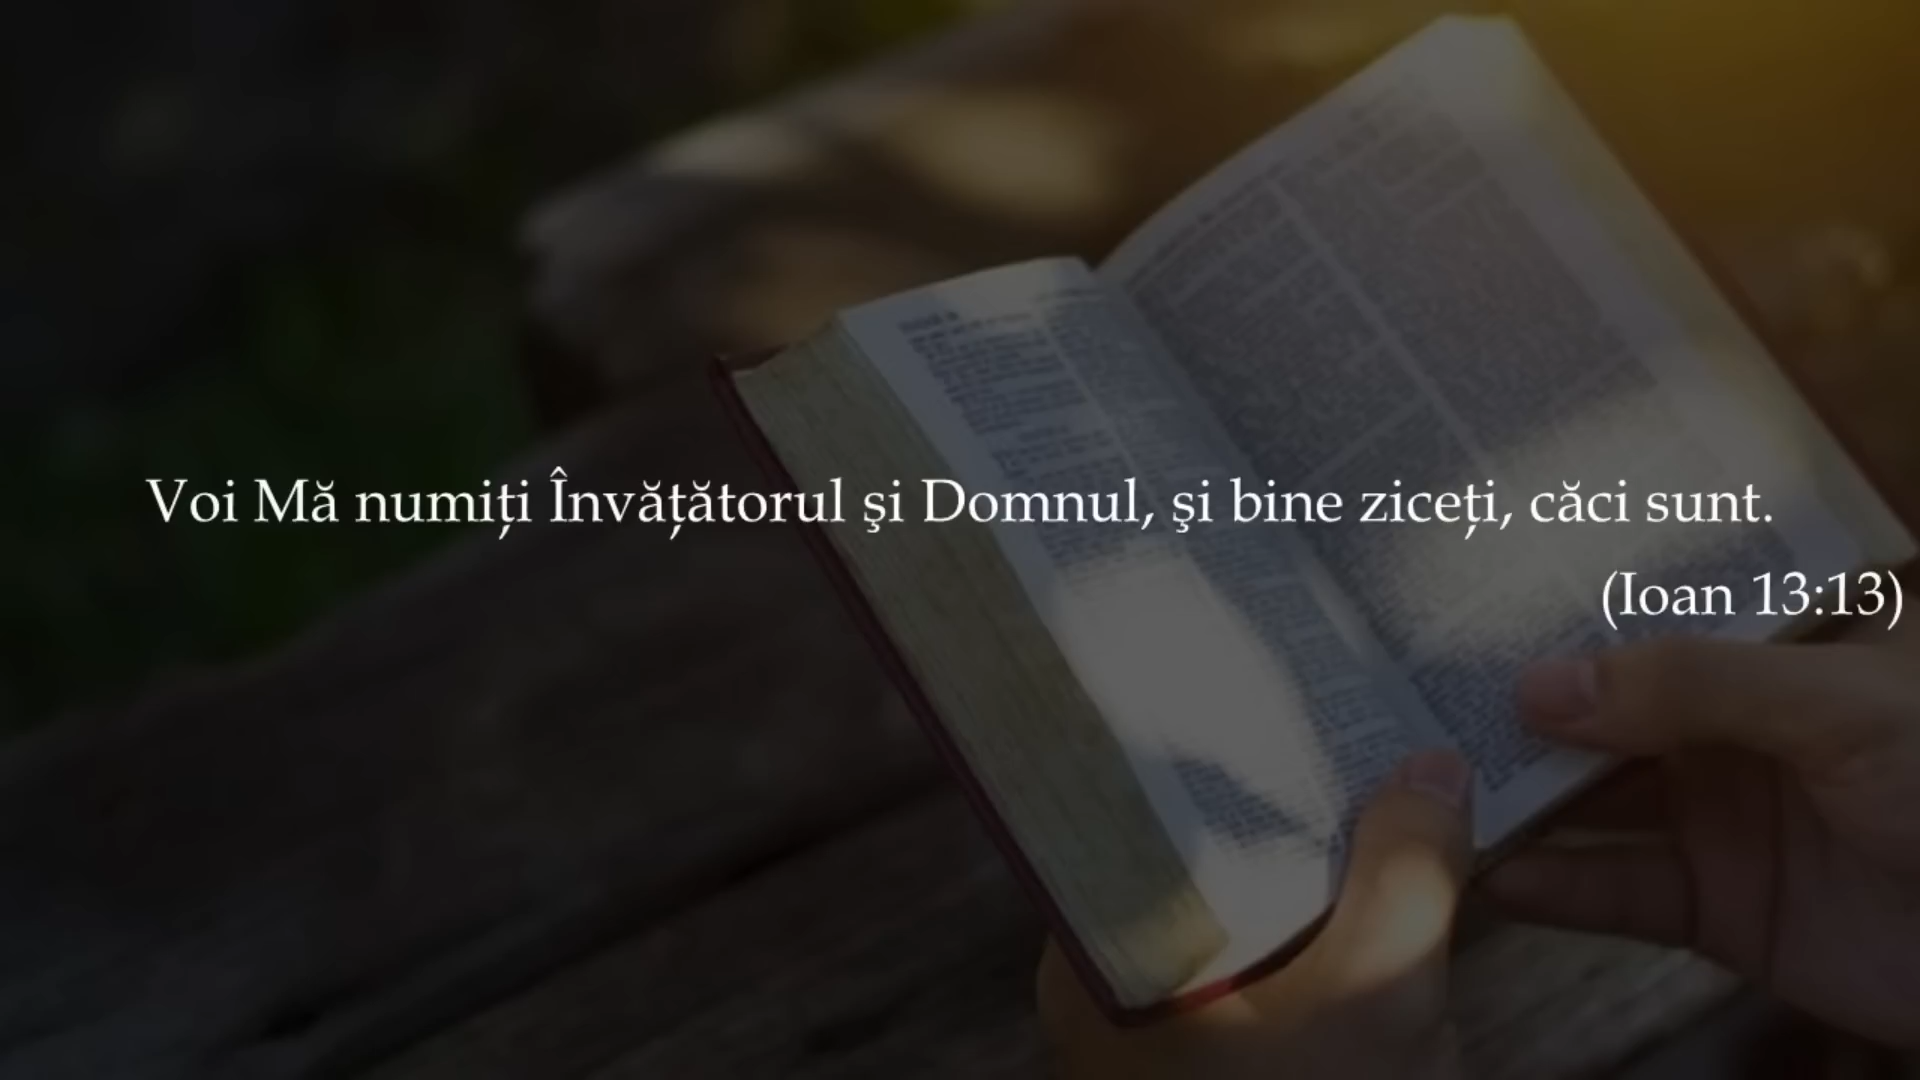 Voi Mă numiți Învățătorul şi Domnul, şi bine ziceți, căci sunt.
(Ioan 13:13)